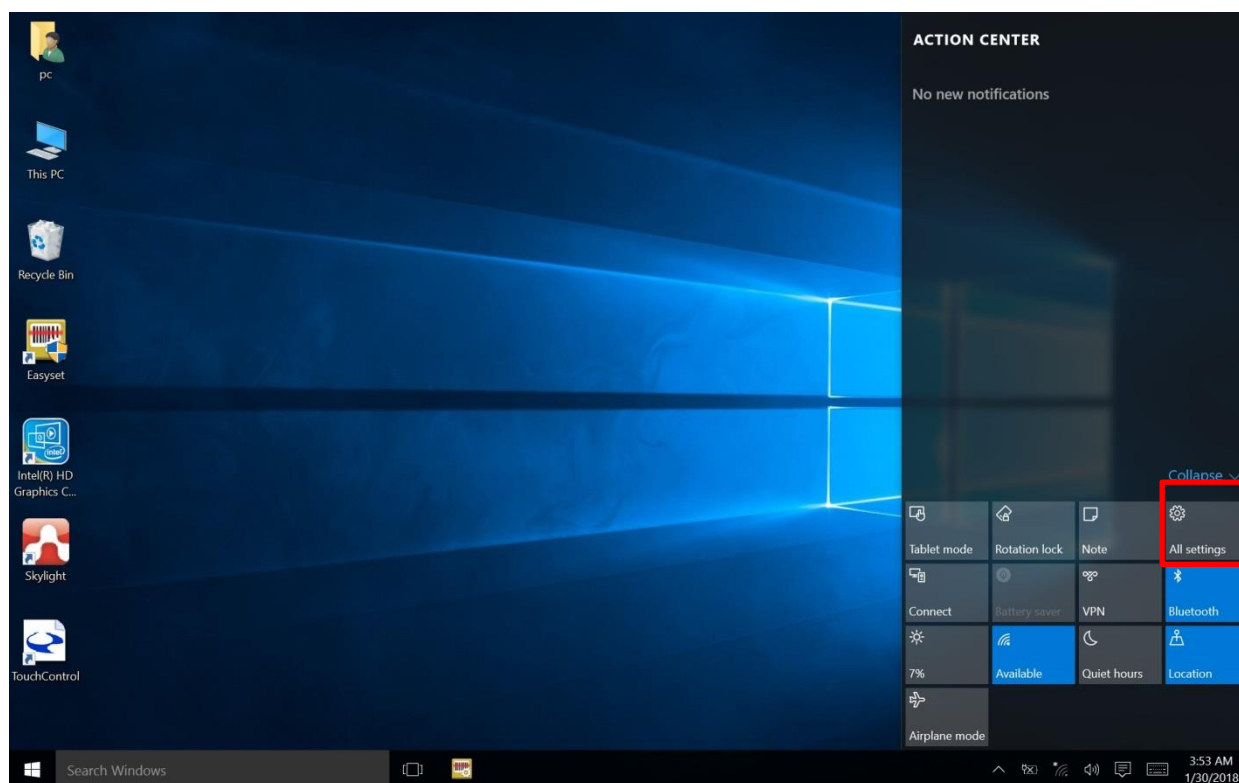 pc
This PC
Recycle Bin
Easyset
Intel(R) HD
Graphics C...
Skylight
TouchControl
ACTION CENTER
No new notifications
Collapse
Tablet mode
Rotation lock
Note
All settings
Connect
Battery saver
VPN
Bluetooth
7%
Available
Quiet hours
Location
Airplane mode
Search Windows
3:53 AM
1/30/2018